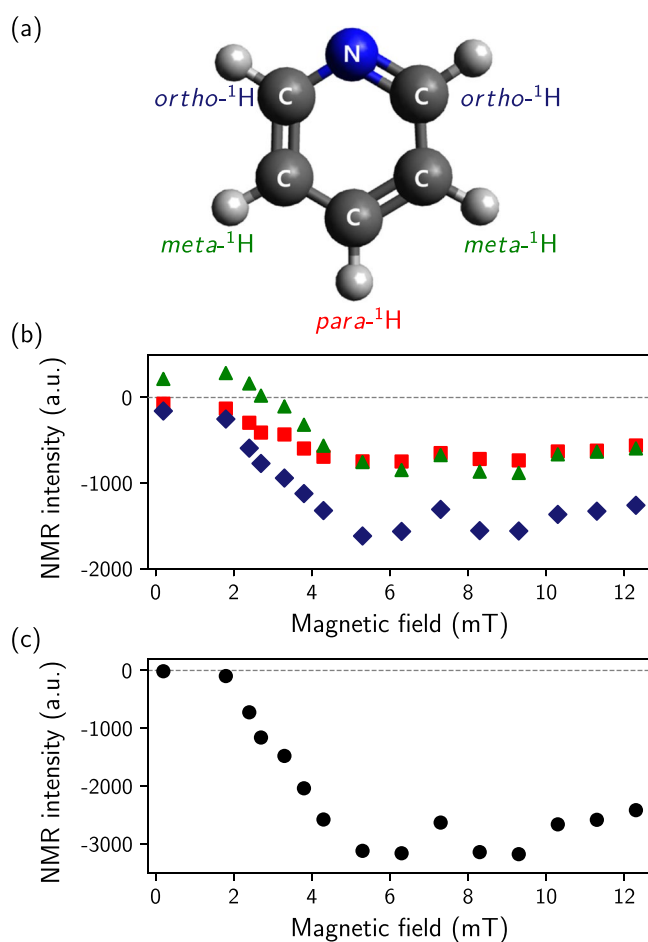 (a)
N
ortho-¹H C C ortho-¹H
C C
meta-¹H C meta-¹H
para-¹H
(b)
0
-1000
-2000
NMR intensity (a.u.)
0 2 4 6 8 10 12
Magnetic field (mT)
(c)
0
-1000
-2000
-3000
NMR intensity (a.u.)
0 2 4 6 8 10 12
Magnetic field (mT)